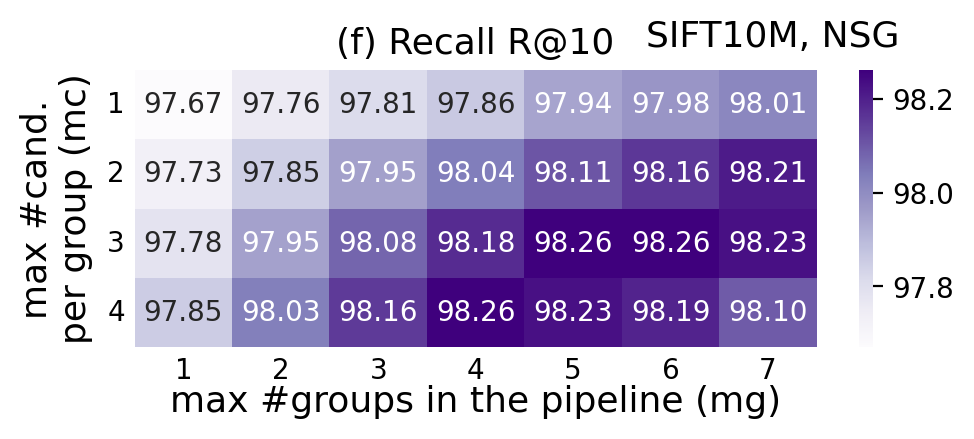 (f) Recall R@10
SIFT10M, NSG
max #cand.
per group (mc)
1 97.67 97.76 97.81 97.86 97.94 97.98 98.01
2 97.73 97.85 97.95 98.04 98.11 98.16 98.21
3 97.78 97.95 98.08 98.18 98.26 98.26 98.23
4 97.85 98.03 98.16 98.26 98.23 98.19 98.10
1 2 3 4 5 6 7
max #groups in the pipeline (mg)
98.2
98.0
97.8